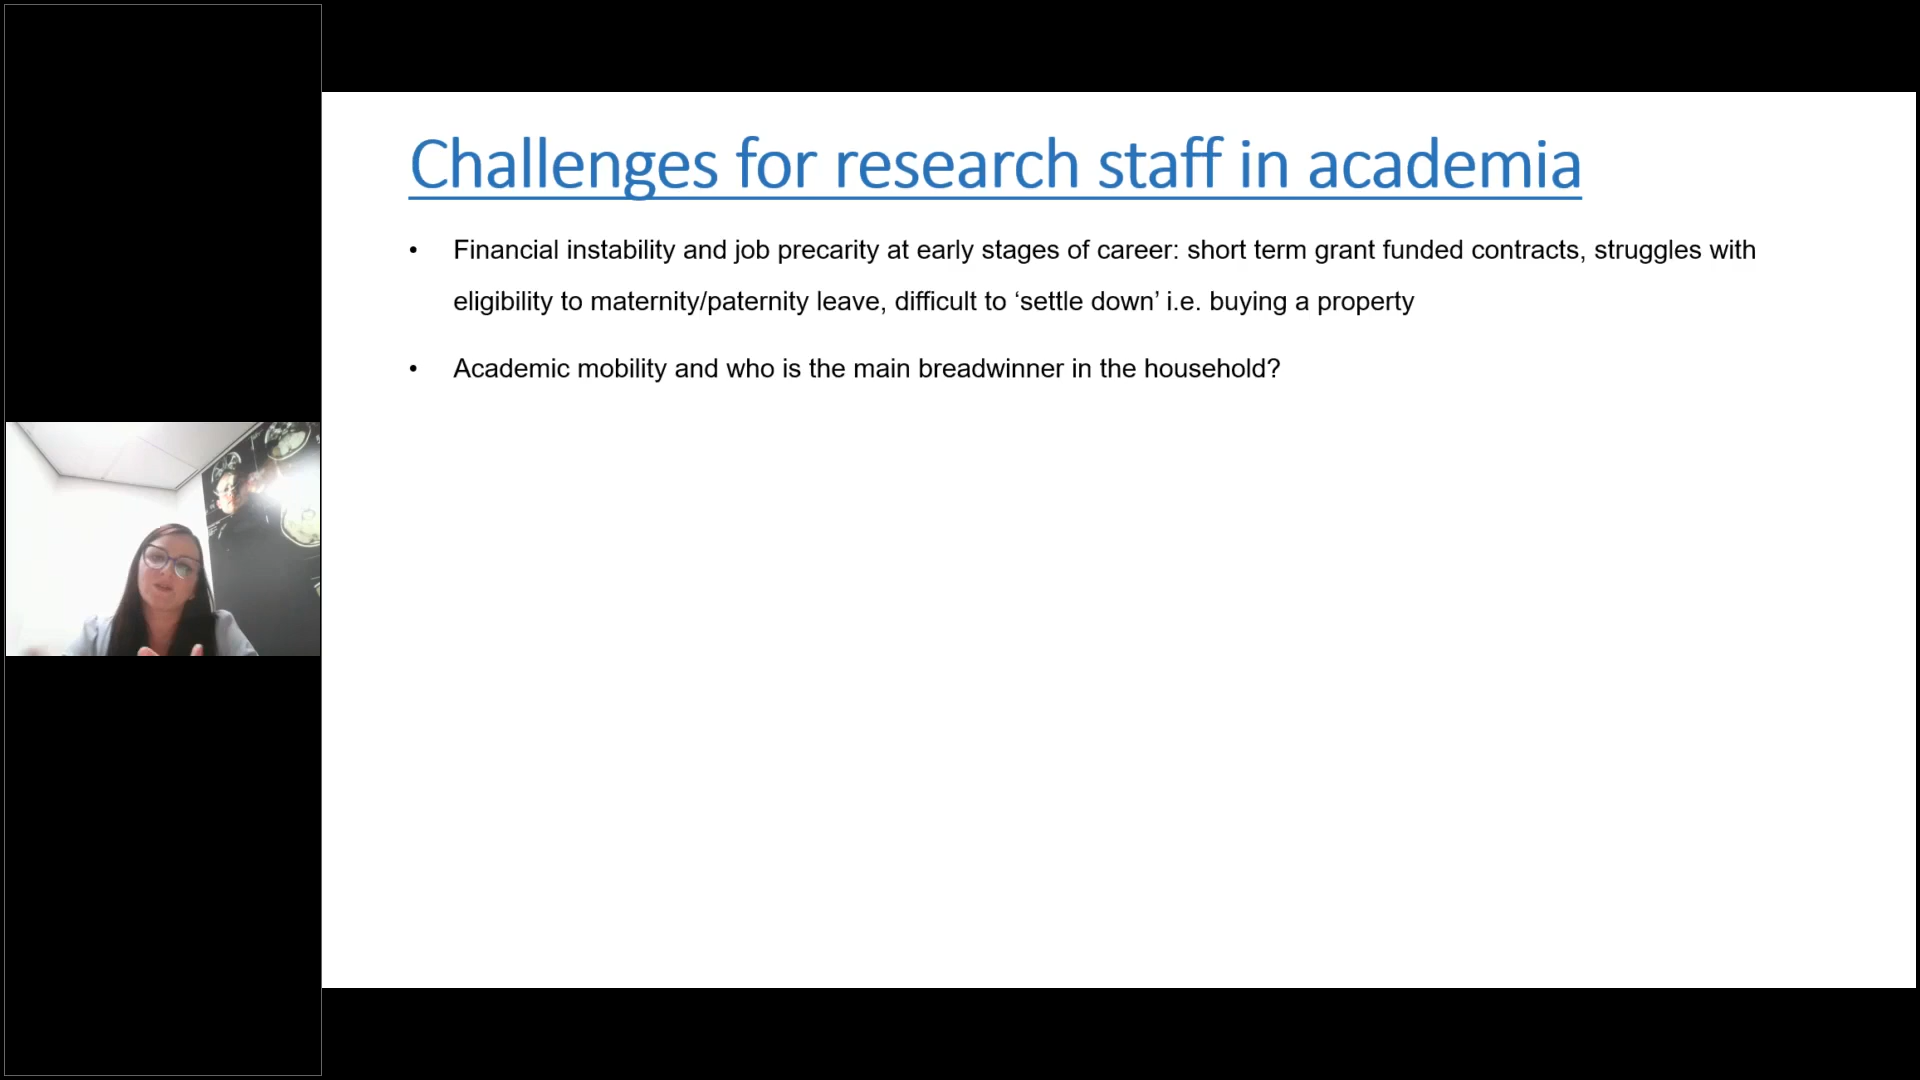 Challenges for research staff in academia
• Financial instability and job precarity at early stages of career: short term grant funded contracts, struggles with
eligibility to maternity/paternity leave, difficult to ‘settle down’ i.e. buying a property
• Academic mobility and who is the main breadwinner in the household?